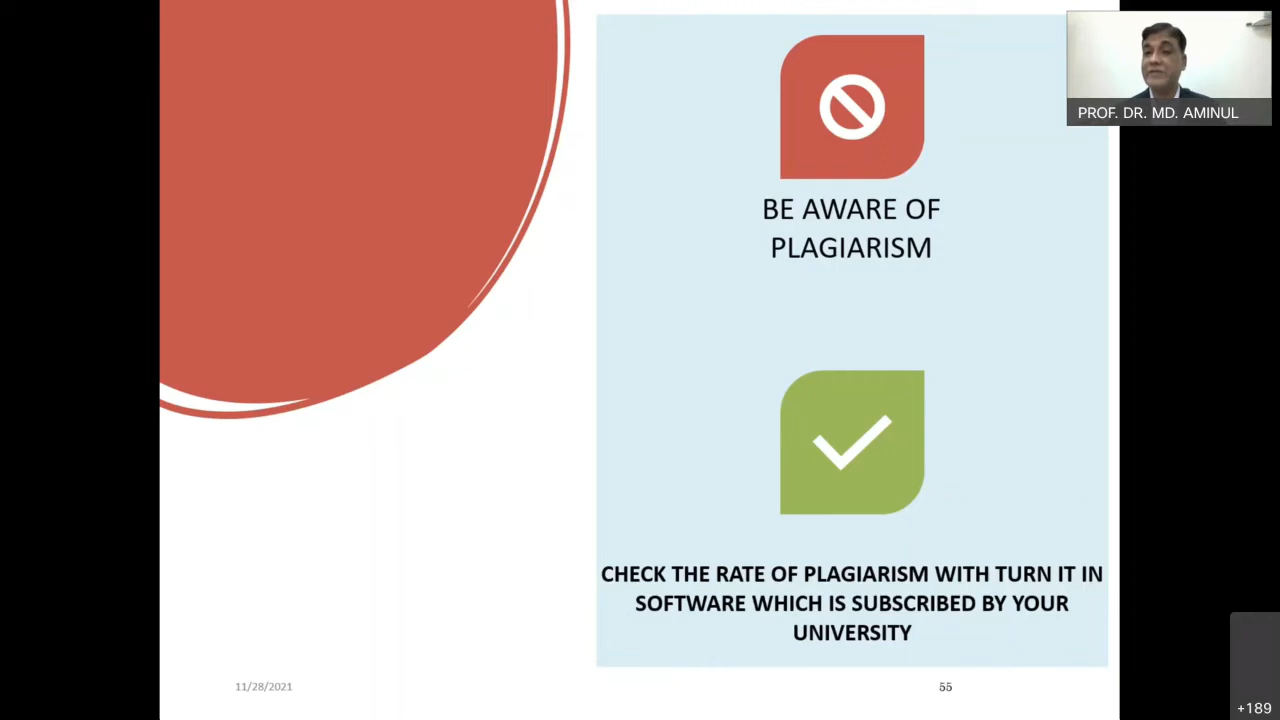 PROF. DR. MD. AMINUL
BE AWARE OF
PLAGIARISM
CHECK THE RATE OF PLAGIARISM WITH TURN IT IN
SOFTWARE WHICH IS SUBSCRIBED BY YOUR
UNIVERSITY
11/28/2021
55
+189